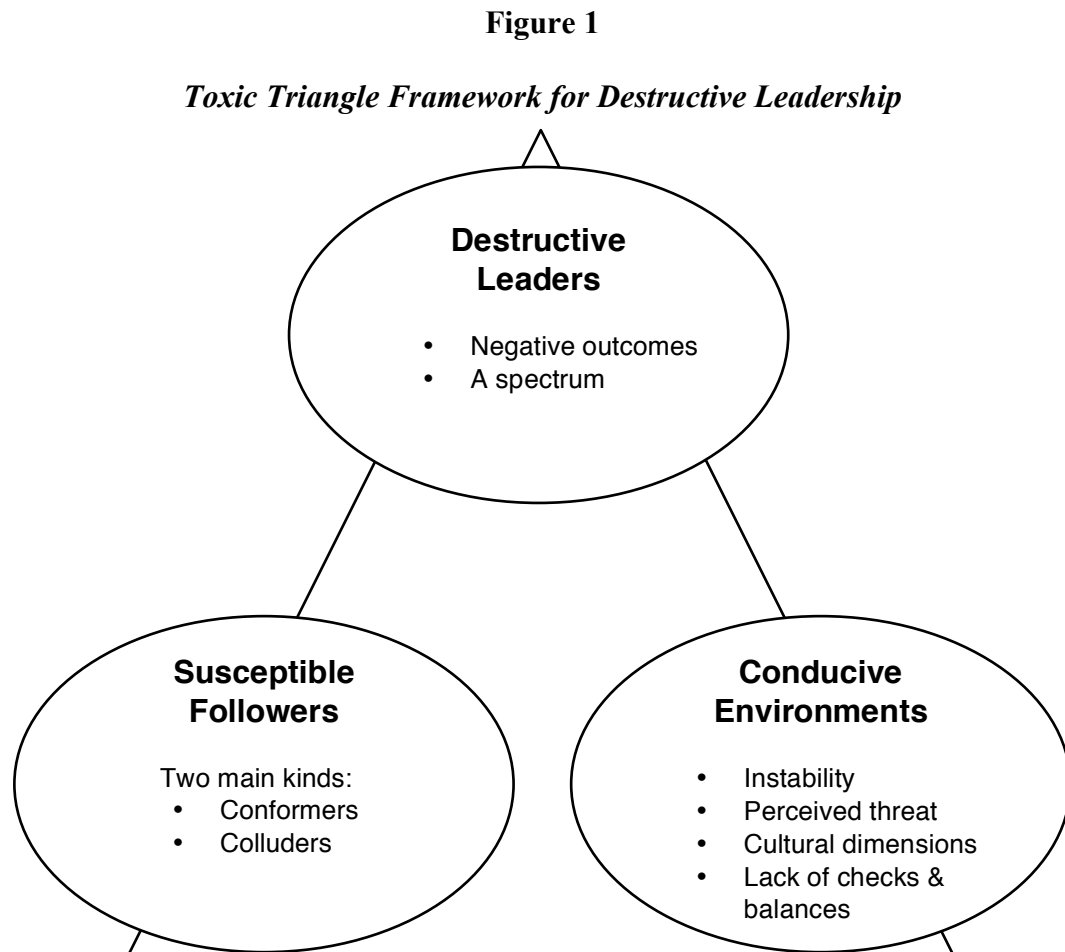 Figure 1
Toxic Triangle Framework for Destructive Leadership
Destructive
Leaders
• Negative outcomes
• A spectrum
Susceptible
Followers
Two main kinds:
• Conformers
• Colluders
Conducive
Environments
• Instability
• Perceived threat
• Cultural dimensions
• Lack of checks &
balances